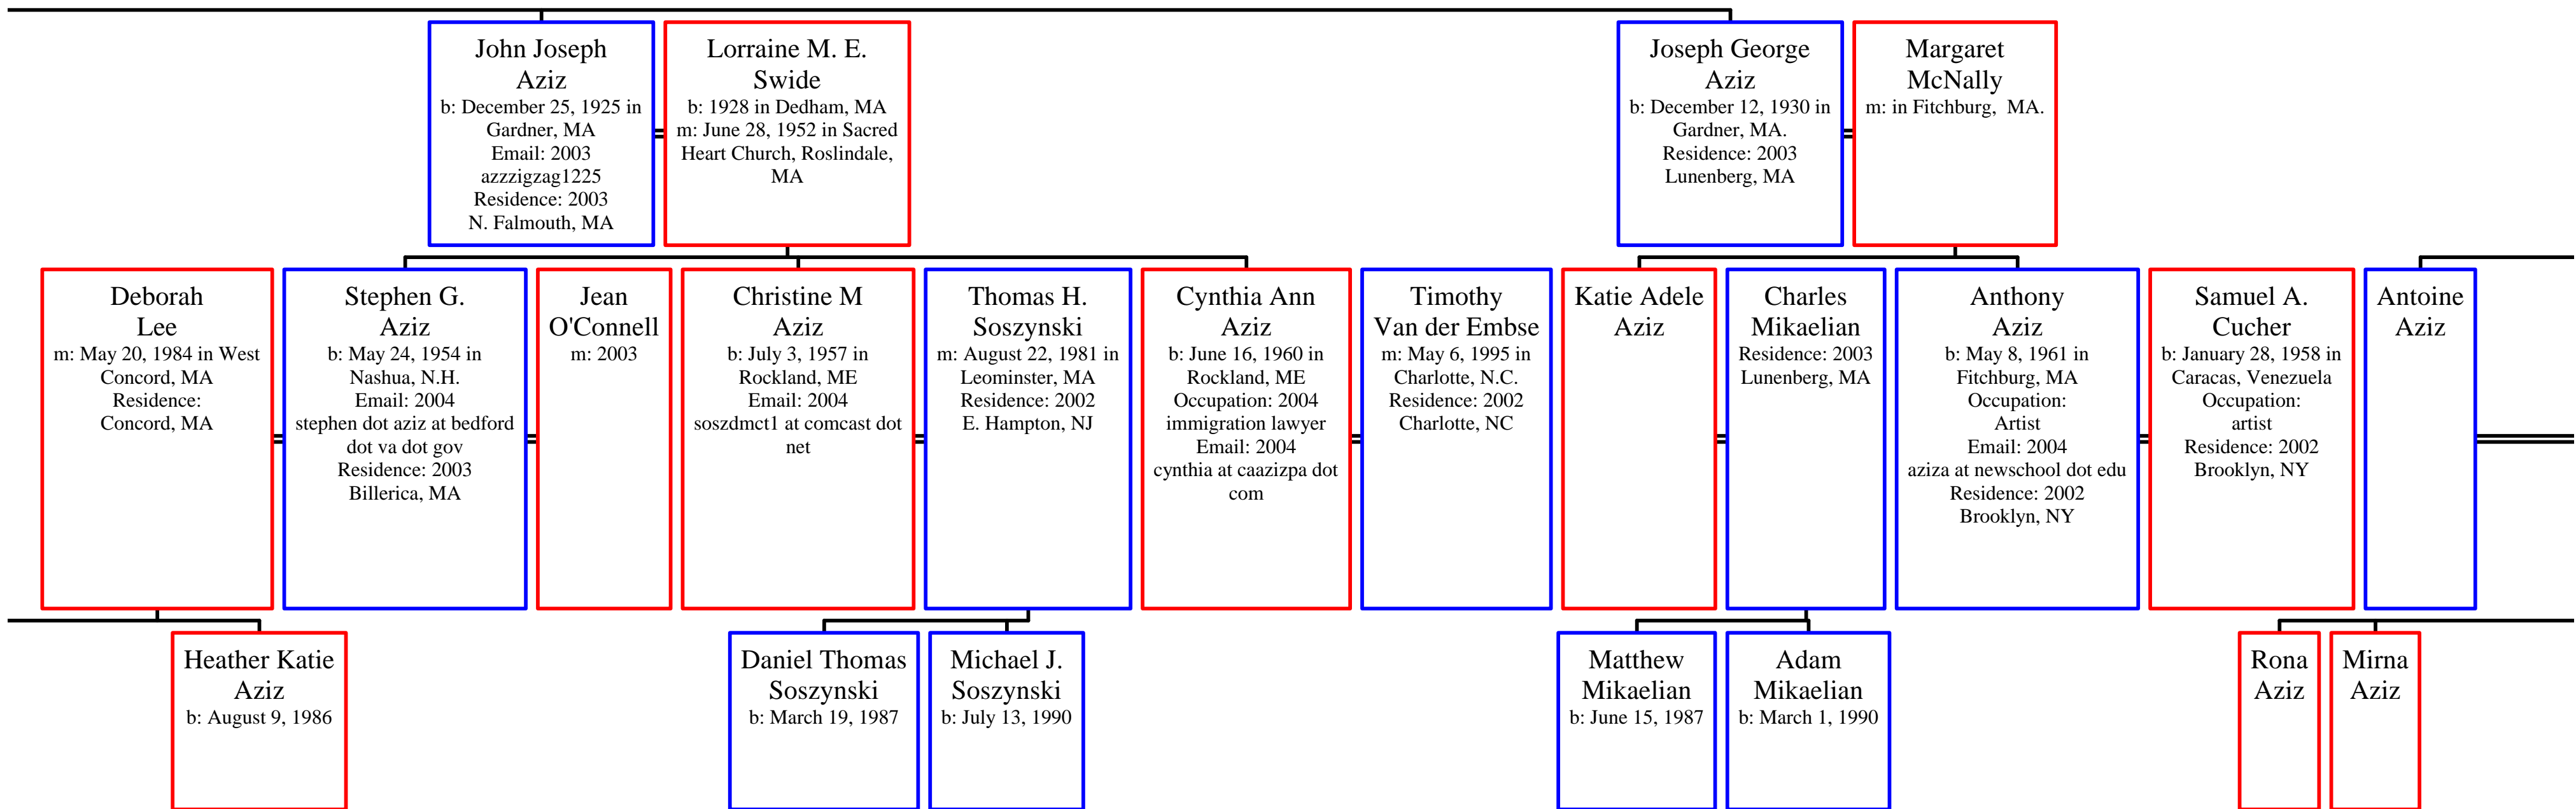 John Joseph
Aziz
b: December 25, 1925 in
Gardner, MA
Email: 2003
azzzigzag1225
Residence: 2003
N. Falmouth, MA
Lorraine M. E.
Swide
b: 1928 in Dedham, MA
m: June 28, 1952 in Sacred
Heart Church, Roslindale,
MA
Joseph George
Aziz
b: December 12, 1930 in
Gardner, MA.
Residence: 2003
Lunenberg, MA
Margaret
McNally
m: in Fitchburg, MA.
Deborah
Lee
m: May 20, 1984 in West
Concord, MA
Residence:
Concord, MA
Stephen G.
Aziz
b: May 24, 1954 in
Nashua, N.H.
Email: 2004
stephen dot aziz at bedford
dot va dot gov
Residence: 2003
Billerica, MA
Jean
O'Connell
m: 2003
Christine M
Aziz
b: July 3, 1957 in
Rockland, ME
Email: 2004
soszdmct1 at comcast dot
net
Thomas H.
Soszynski
m: August 22, 1981 in
Leominster, MA
Residence: 2002
E. Hampton, NJ
Cynthia Ann
Aziz
b: June 16, 1960 in
Rockland, ME
Occupation: 2004
immigration lawyer
Email: 2004
cynthia at caazizpa dot
com
Timothy
Van der Embse
m: May 6, 1995 in
Charlotte, N.C.
Residence: 2002
Charlotte, NC
Katie Adele
Aziz
Charles
Mikaelian
Residence: 2003
Lunenberg, MA
Anthony
Aziz
b: May 8, 1961 in
Fitchburg, MA
Occupation:
Artist
Email: 2004
aziza at newschool dot edu
Residence: 2002
Brooklyn, NY
Samuel A.
Cucher
b: January 28, 1958 in
Caracas, Venezuela
Occupation:
artist
Residence: 2002
Brooklyn, NY
Antoine
Aziz
Heather Katie
Aziz
b: August 9, 1986
Daniel Thomas
Soszynski
b: March 19, 1987
Michael J.
Soszynski
b: July 13, 1990
Matthew
Mikaelian
b: June 15, 1987
Adam
Mikaelian
b: March 1, 1990
Rona
Aziz
Mirna
Aziz